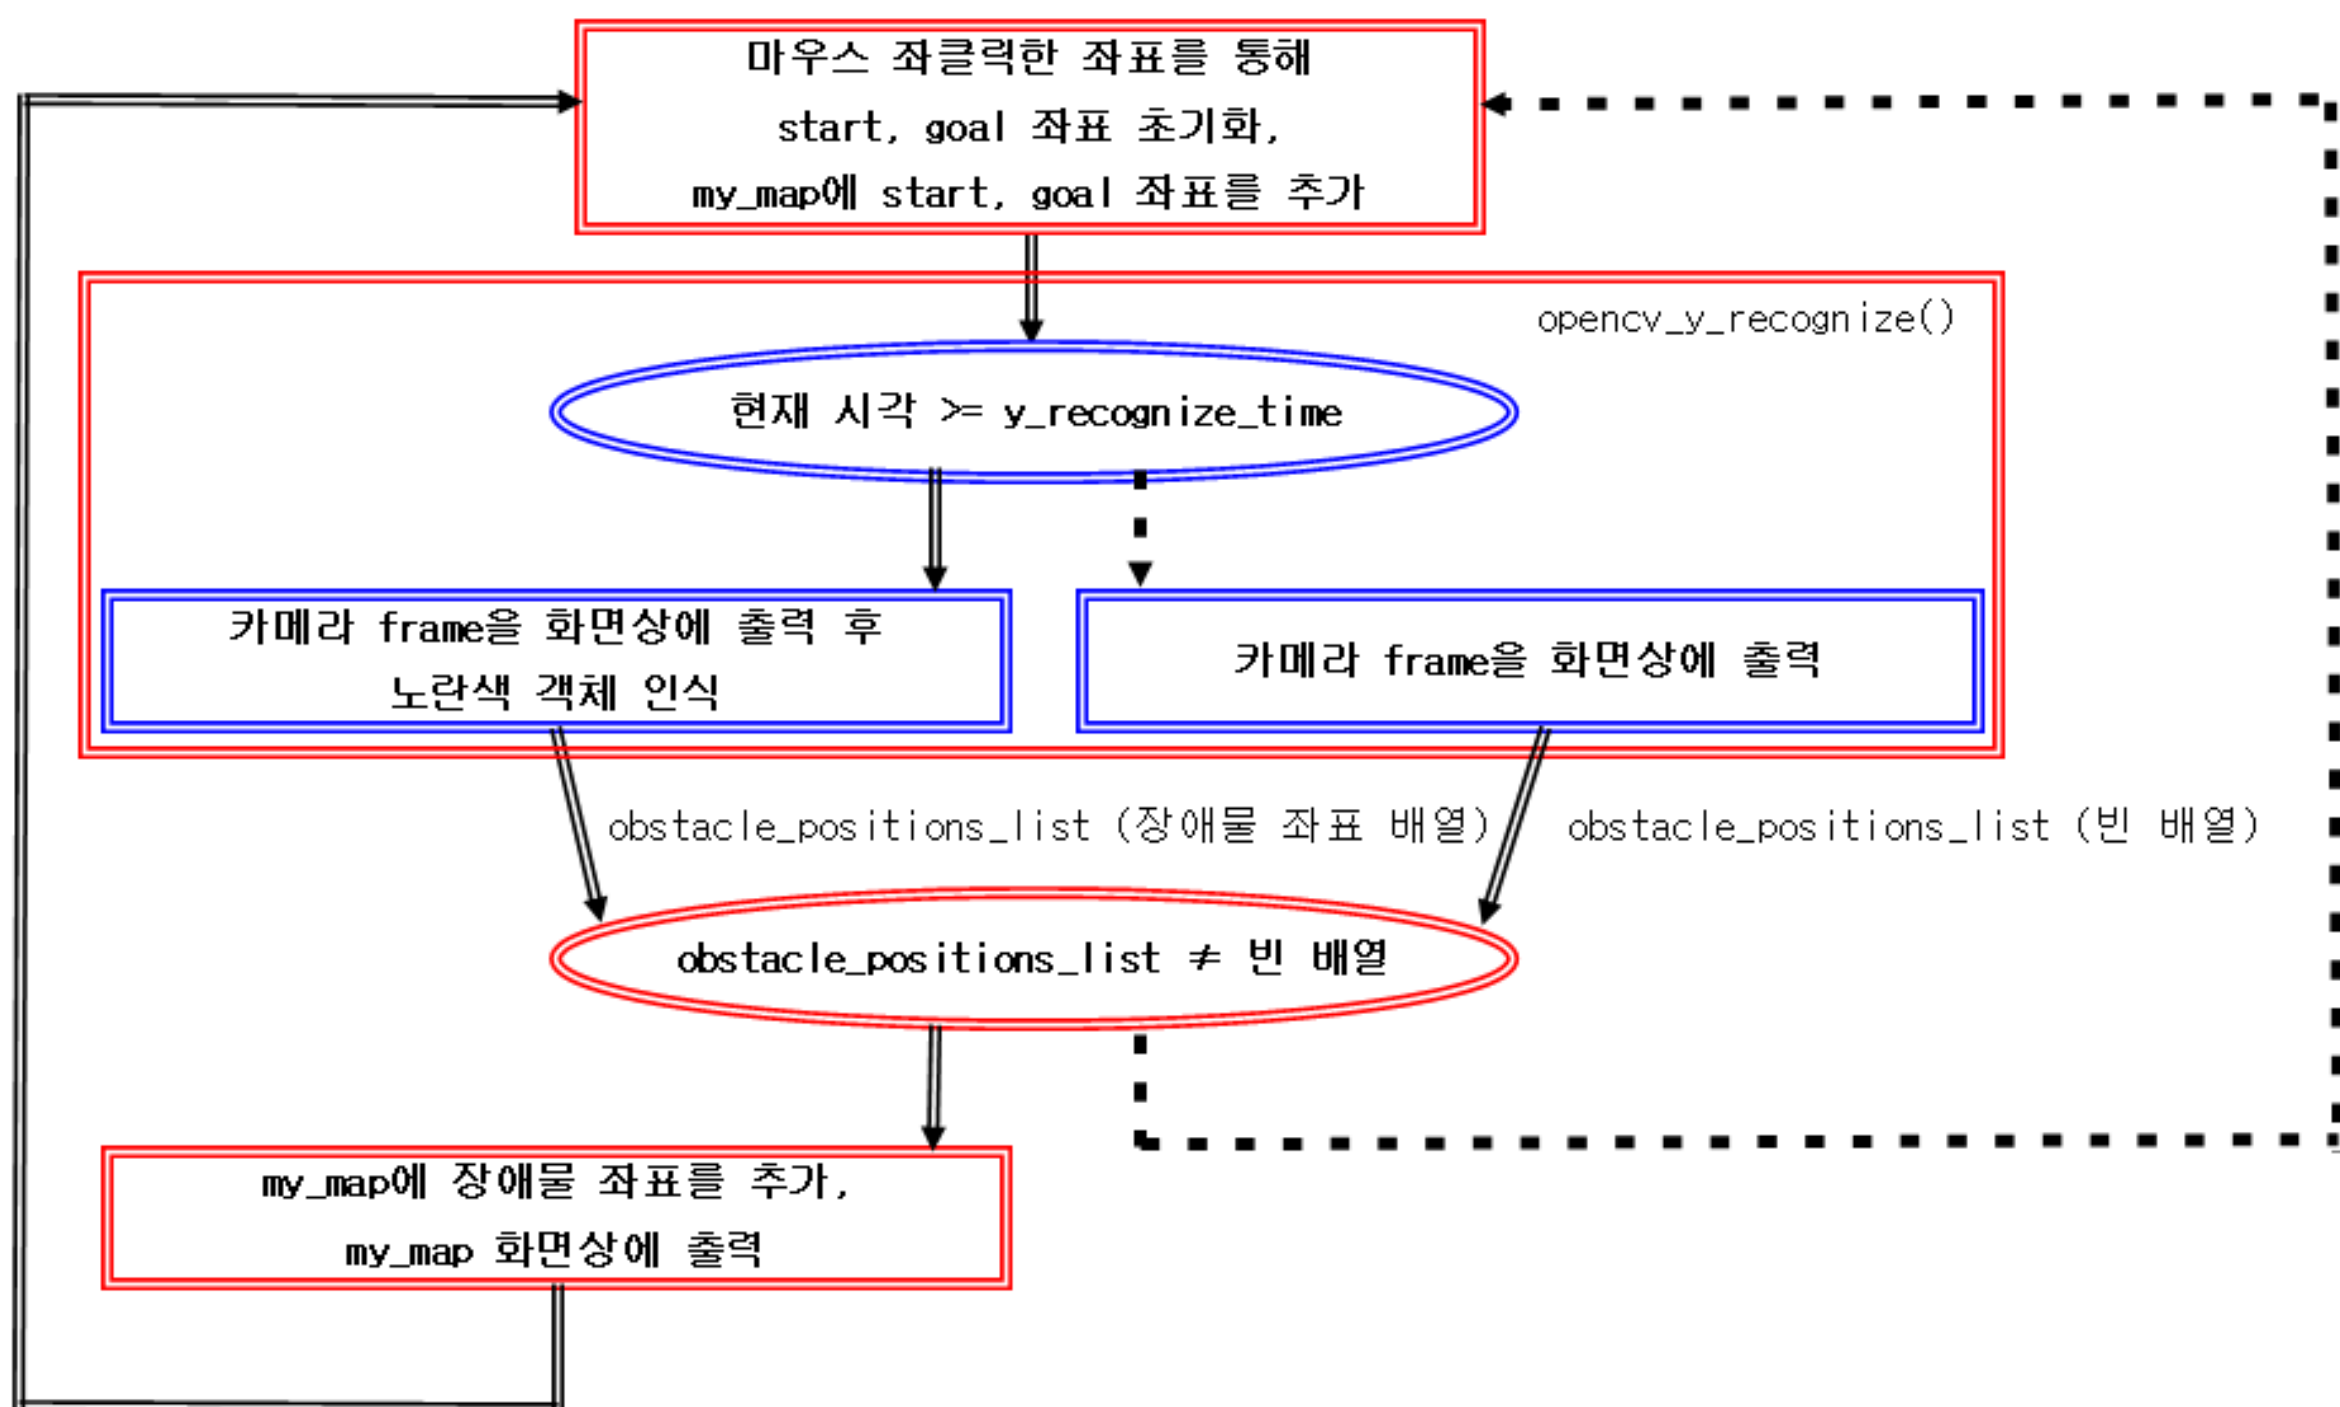 마우스 좌클릭한 좌표를 통해
start, goal 좌표 초기화,
my_map에 start, goal 좌표를 추가
opencv_y_recognize()
현재 시각 >= y_recognize_time
카메라 frame을 화면상에 출력 후
노란색 객체 인식
카메라 frame을 화면상에 출력
obstacle_positions_list (장애물 좌표 배열)
obstacle_positions_list (빈 배열)
obstacle_positions_list ≠ 빈 배열
my_map에 장애물 좌표를 추가,
my_map 화면상에 출력